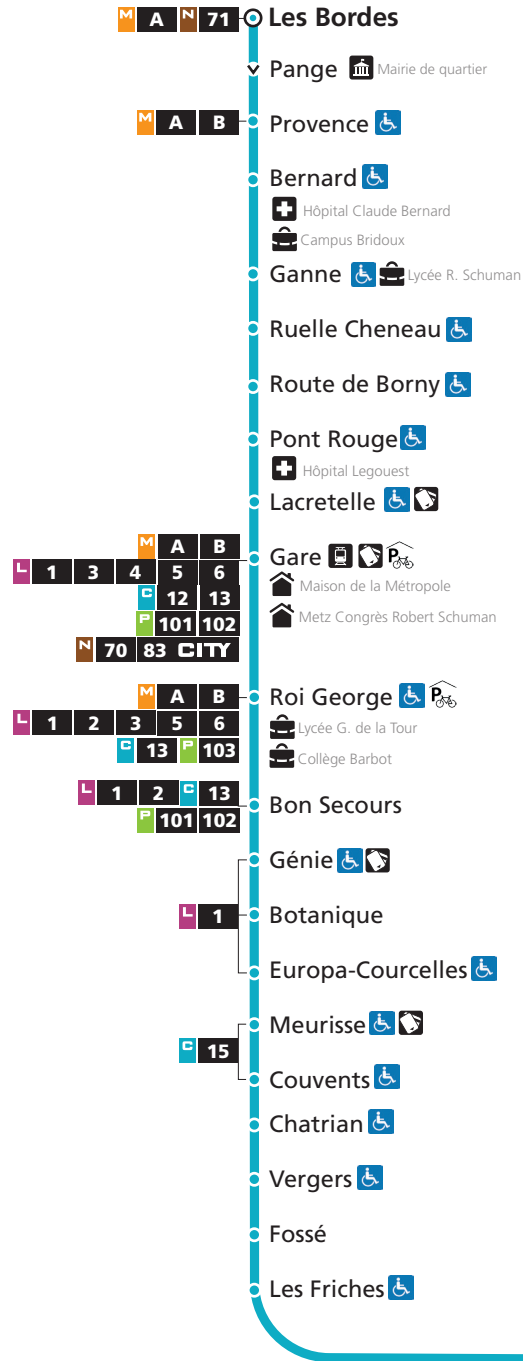 M A N 71 Les Bordes
Pange Mairie de quartier
M A B Provence
Bernard
Hôpital Claude Bernard
Campus Bridoux
Ganne Lycée R. Schuman
Ruelle Cheneau
Route de Borny
Pont Rouge
Hôpital Legouest
Lacretelle
M A B Gare P
L 1 3 4 5 6 Maison de la Métropole
C 12 13
P 101 102 Metz Congrès Robert Schuman
N 70 83 CITY
M A B Roi George P
L 1 2 3 5 6 Lycée G. de la Tour
C 13 P 103 Collège Barbot
L 1 2 C 13 Bon Secours
P 101 102
Génie
L 1 Botanique
Europa-Courcelles
Meurisse
C 15
Couvents
Chatrian
Vergers
Fossé
Les Friches